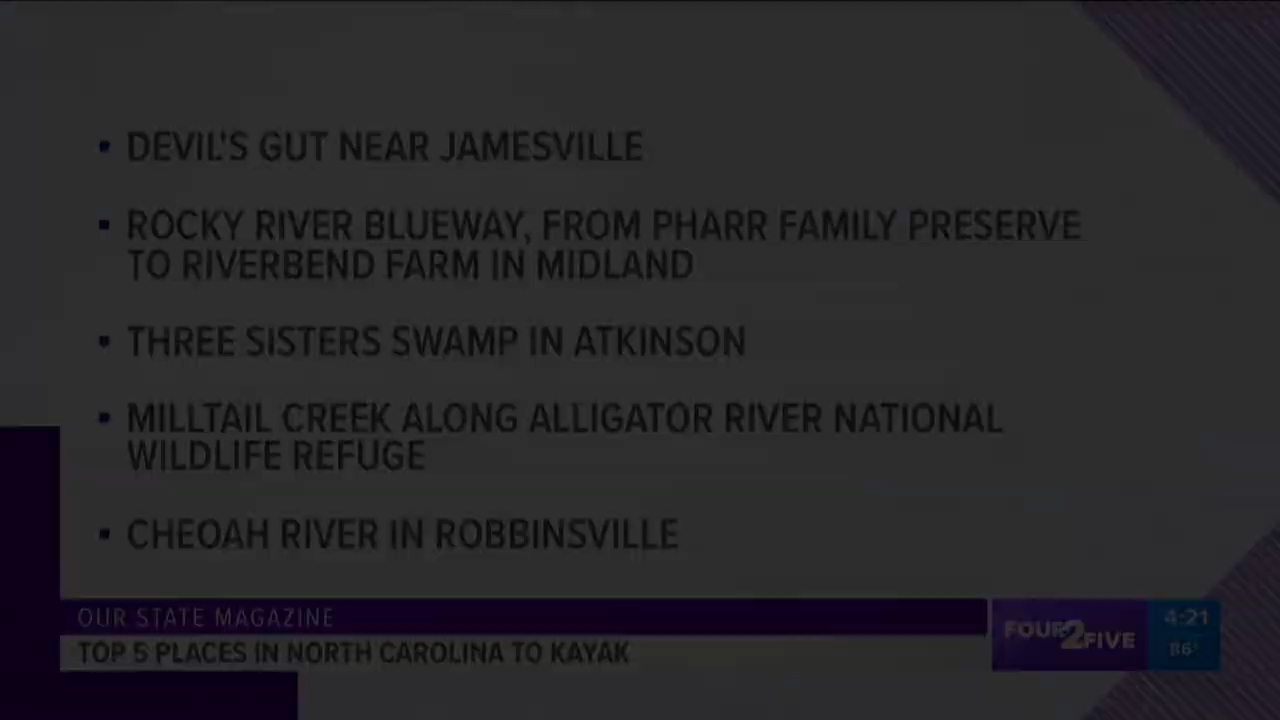 ▪ DEVIL'S GUT NEAR JAMESVILLE
▪ ROCKY RIVER BLUEWAY, FROM PHARR FAMILY PRESERVE
TO RIVERBEND FARM IN MIDLAND
▪ THREE SISTERS SWAMP IN ATKINSON
▪ MILLTAIL CREEK ALONG ALLIGATOR RIVER NATIONAL
WILDLIFE REFUGE
▪ CHEOAH RIVER IN ROBBINSVILLE
OUR STATE MAGAZINE
TOP 5 PLACES IN NORTH CAROLINA TO KAYAK
FOUR2FIVE
4:21
86°